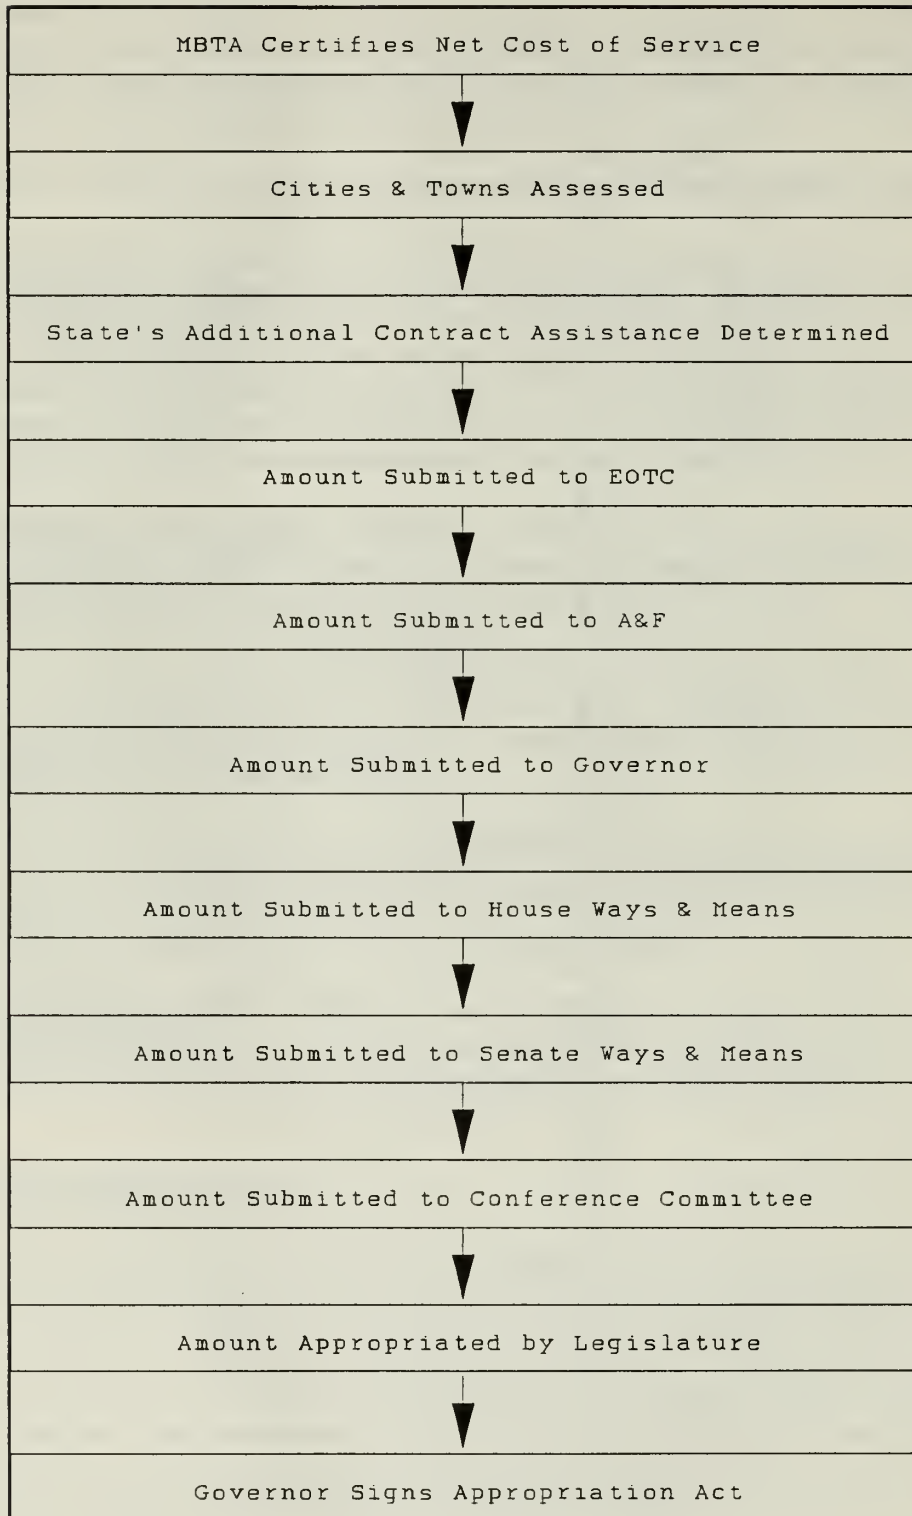 MBTA Certifies Net Cost of Service
Cities & Towns Assessed
State's Additional Contract Assistance Determined
Amount Submitted to EOTC
Amount Submitted to A&F
Amount Submitted to Governor
Amount Submitted to House Ways & Means
Amount Submitted to Senate Ways & Means
Amount Submitted to Conference Committee
Amount Appropriated by Legislature
Governor Signs Appropriation Act